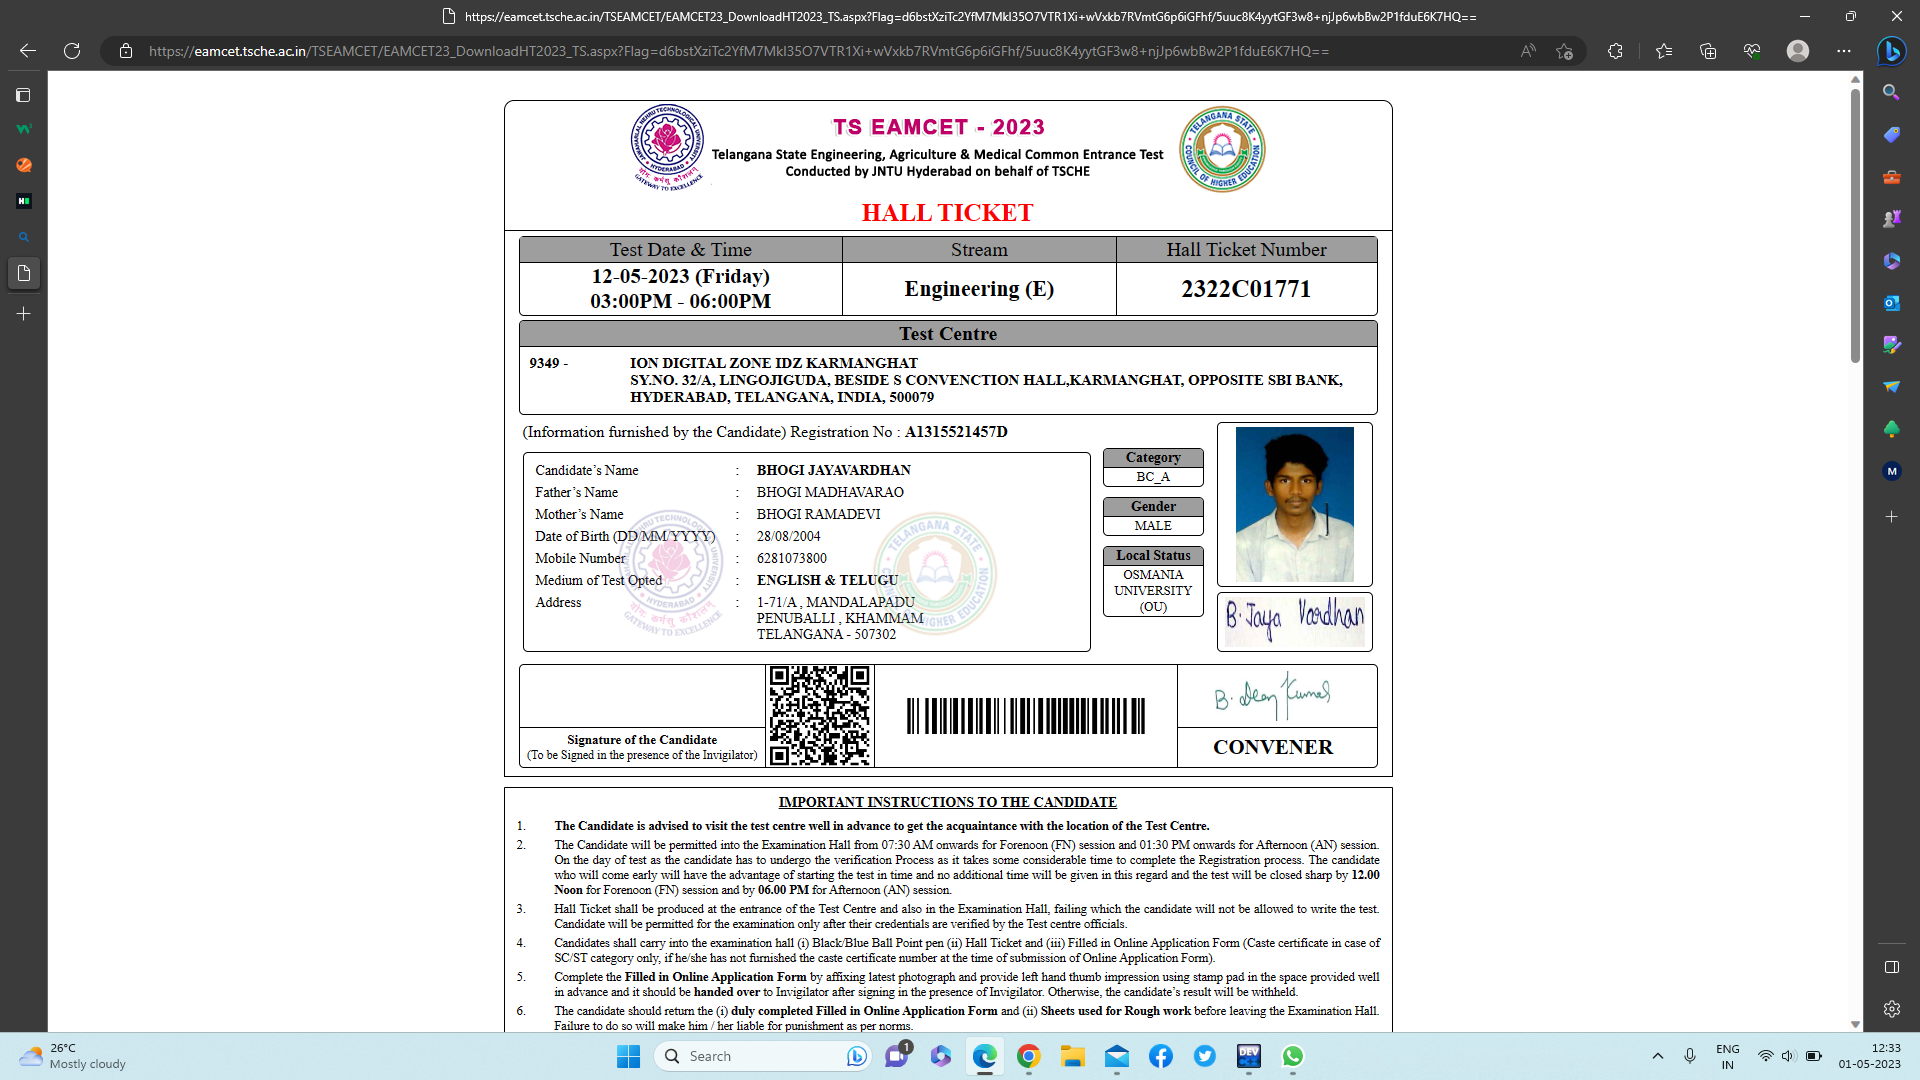 https://eamcet.tsche.ac.in/TSEAMCET/EAMCET23_DownloadHT2023_TS.aspx?Flag=d6bstXziTc2YfM7MkI35O7VTR1Xi+wVxkb7RVmtG6p6iGFhf/5uuc8K4yytGF3w8+njJp6wbBw2P1fduE6K7HQ==
https://eamcet.tsche.ac.in/TSEAMCET/EAMCET23_DownloadHT2023_TS.aspx?Flag=d6bstXziTc2YfM7MkI35O7VTR1Xi+wVxkb7RVmtG6p6iGFhf/5uuc8K4yytGF3w8+njJp6wbBw2P1fduE6K7HQ==
TS EAMCET - 2023
Telangana State Engineering, Agriculture & Medical Common Entrance Test
Conducted by JNTU Hyderabad on behalf of TSCHE
HALL TICKET
Test Date & Time Stream Hall Ticket Number
12-05-2023 (Friday)
03:00PM - 06:00PM
Engineering (E)
2322C01771
Test Centre
9349 - ION DIGITAL ZONE IDZ KARMANGHAT
SY.NO. 32/A, LINGOJIGUDA, BESIDE S CONVENCTION HALL,KARMANGHAT, OPPOSITE SBI BANK,
HYDERABAD, TELANGANA, INDIA, 500079
(Information furnished by the Candidate) Registration No : A1315521457D
Candidate's Name : BHOGI JAYAVARDHAN
Father's Name : BHOGI MADHAVARAO
Mother's Name : BHOGI RAMADEVI
Date of Birth (DD/MM/YYYY) : 28/08/2004
Mobile Number : 6281073800
Medium of Test Opted : ENGLISH & TELUGU
Address : 1-71/A , MANDALAPADU
PENUBALLI , KHAMMAM
TELANGANA - 507302
Category
BC_A
Gender
MALE
Local Status
OSMANIA
UNIVERSITY
(OU)
B. Jaya Vardhan
Signature of the Candidate
(To be Signed in the presence of the Invigilator)
CONVENER
IMPORTANT INSTRUCTIONS TO THE CANDIDATE
1. The Candidate is advised to visit the test centre well in advance to get the acquaintance with the location of the Test Centre.
2. The Candidate will be permitted into the Examination Hall from 07:30 AM onwards for Forenoon (FN) session and 01:30 PM onwards for Afternoon (AN) session.
On the day of test as the candidate has to undergo the verification Process as it takes some considerable time to complete the Registration process. The candidate
who will come early will have the advantage of starting the test in time and no additional time will be given in this regard and the test will be closed sharp by 12.00
Noon for Forenoon (FN) session and by 06.00 PM for Afternoon (AN) session.
3. Hall Ticket shall be produced at the entrance of the Test Centre and also in the Examination Hall, failing which the candidate will not be allowed to write the test.
Candidate will be permitted for the examination only after their credentials are verified by the Test centre officials.
4. Candidates shall carry into the examination hall (i) Black/Blue Ball Point pen (ii) Hall Ticket and (iii) Filled in Online Application Form (Caste certificate in case of
SC/ST category only, if he/she has not furnished the caste certificate number at the time of submission of Online Application Form).
5. Complete the Filled in Online Application Form by affixing latest photograph and provide left hand thumb impression using stamp pad in the space provided well
in advance and it should be handed over to Invigilator after signing in the presence of Invigilator. Otherwise, the candidate's result will be withheld.
6. The candidate should return the (i) duly completed Filled in Online Application Form and (ii) Sheets used for Rough work before leaving the Examination Hall.
Failure to do so will make him / her liable for punishment as per norms.
26°C
Mostly cloudy
Search
1
DEV
ENG
IN
12:33
01-05-2023